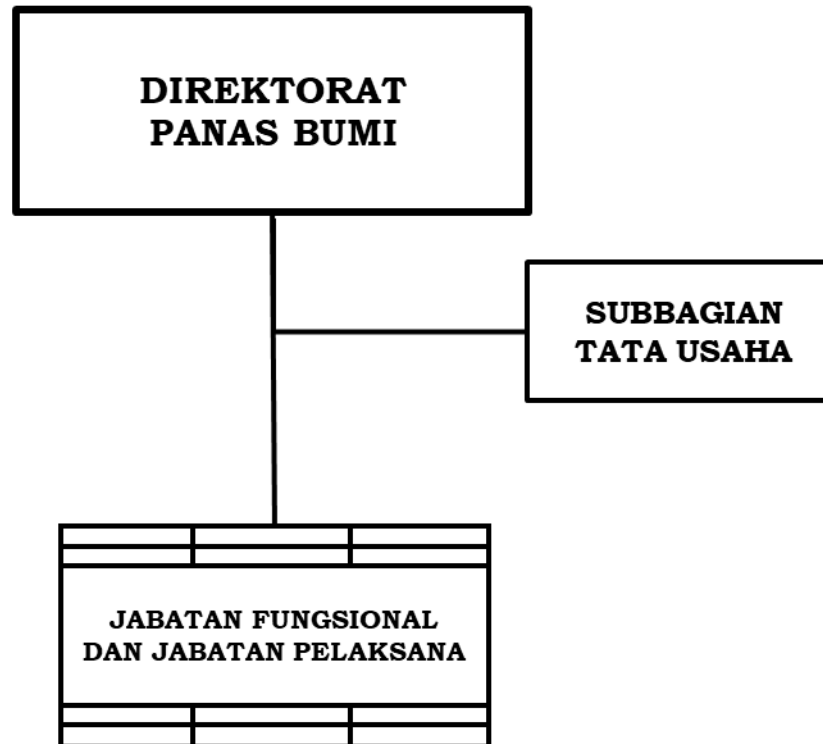 DIREKTORAT
PANAS BUMI
SUBBAGIAN
TATA USAHA
JABATAN FUNGSIONAL
DAN JABATAN PELAKSANA